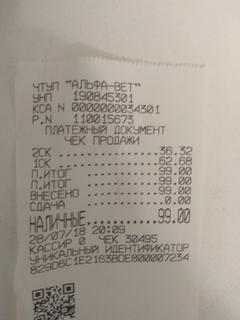 ЧТУП "АЛЬФА-ВЕТ"
УНП 190845301
КСА N 0000000034301
P.N 110015673
ПЛАТЕЖНЫЙ ДОКУМЕНТ
ЧЕК ПРОДАЖИ
2СК ................ 36.32
1СК ................ 62.68
П.ИТОГ ............. 99.00
П.ИТОГ ............. 99.00
ВНЕСЕНО ............ 99.00
СДАЧА .............. 0.00
НАЛИЧНЫЕ ....... 99.00
28/07/18 20:09
КАССИР 0 ЧЕК 30495
УНИКАЛЬНЫЙ ИДЕНТИФИКАТОР
829D6C1E2163BDE800007234